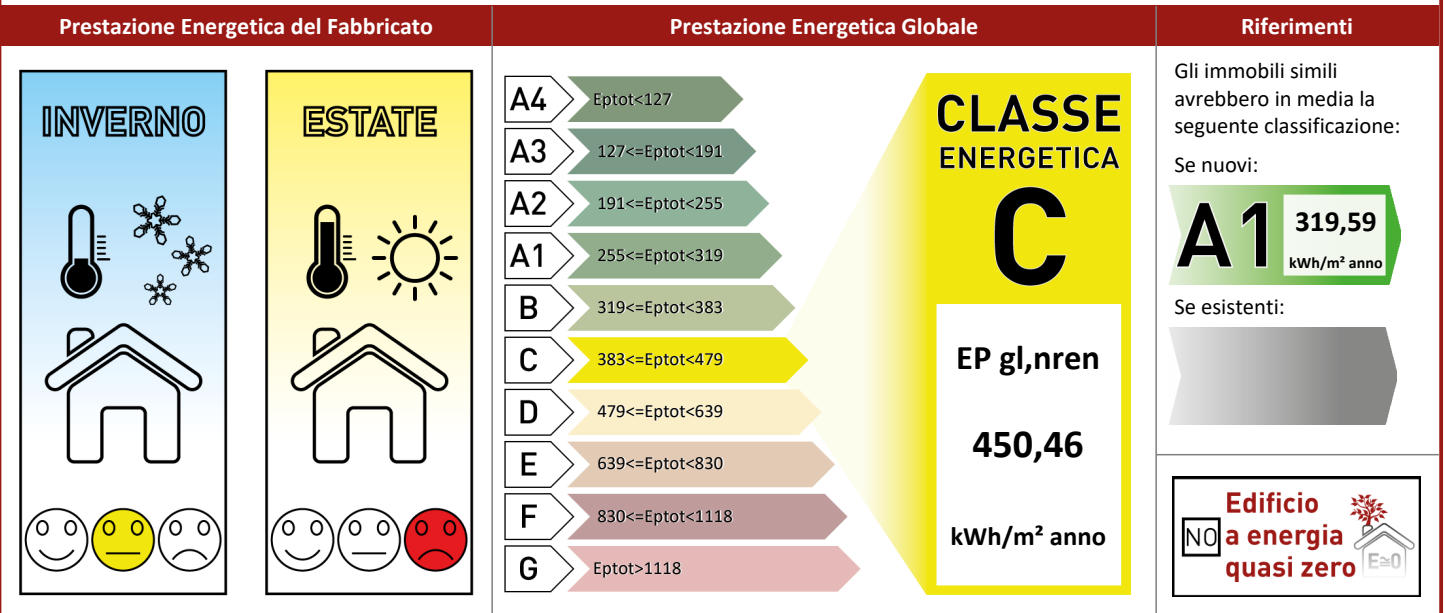 Prestazione Energetica del Fabbricato
Prestazione Energetica Globale
Riferimenti
INVERNO
ESTATE
A4
Eptot<127
A3
127<=Eptot<191
A2
191<=Eptot<255
A1
255<=Eptot<319
B
319<=Eptot<383
C
383<=Eptot<479
D
479<=Eptot<639
E
639<=Eptot<830
F
830<=Eptot<1118
G
Eptot>1118
CLASSE
ENERGETICA
C
EP gl,nren
450,46
kWh/m² anno
Gli immobili simili
avrebbero in media la
seguente classificazione:
Se nuovi:
A1
319,59
kWh/m² anno
Se esistenti:
NO
Edificio
a energia
quasi zero
E≅0